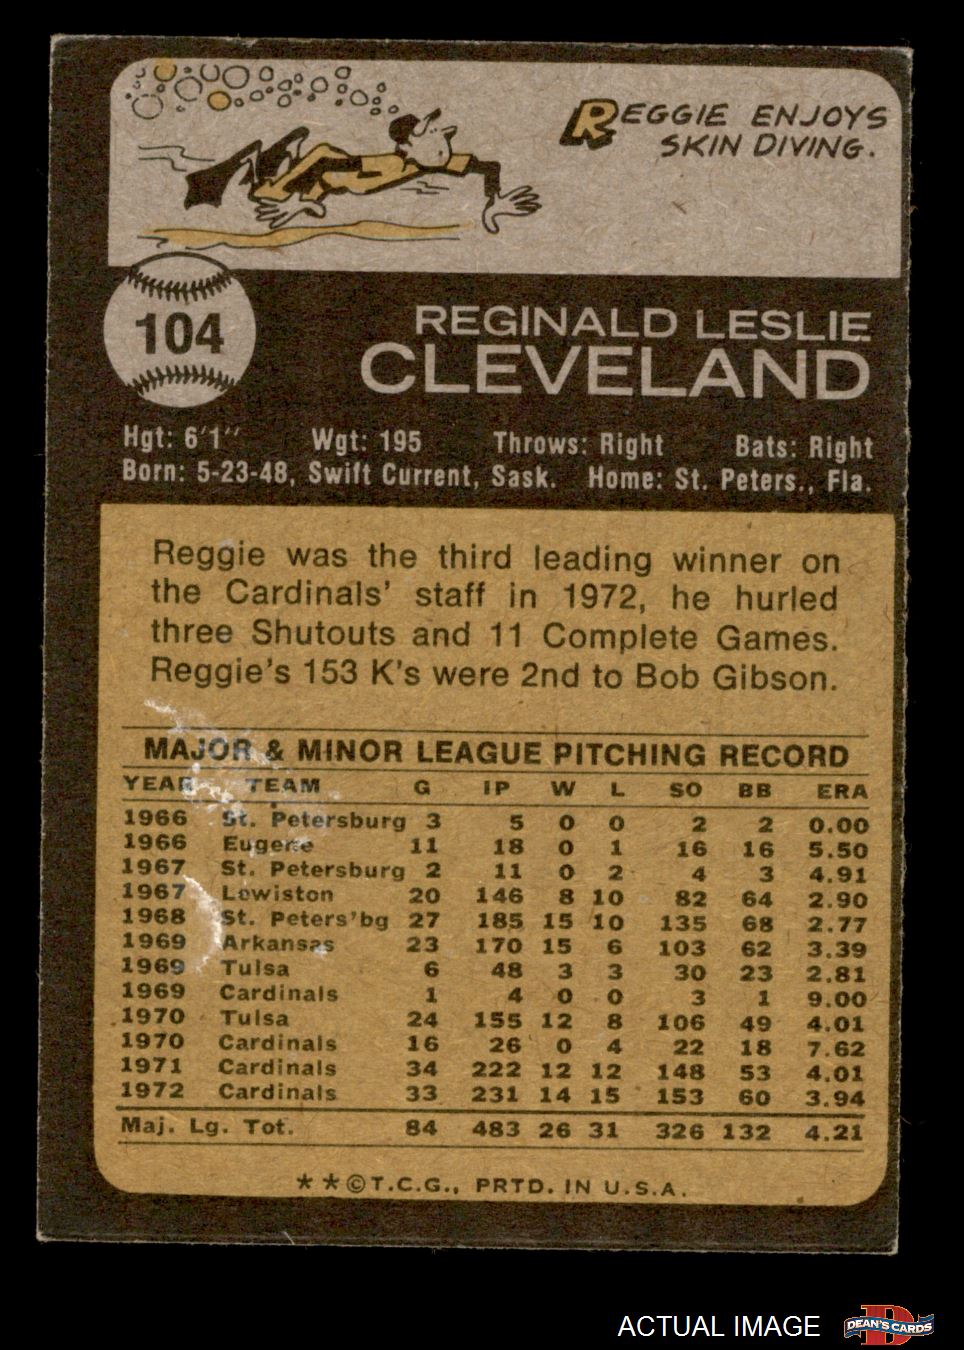 REGGIE ENJOYS
SKIN DIVING.
104
REGINALD LESLIE
CLEVELAND
Hgt: 6'1" Wgt: 195 Throws: Right Bats: Right
Born: 5-23-48, Swift Current, Sask. Home: St. Peters., Fla.
Reggie was the third leading winner on
the Cardinals' staff in 1972, he hurled
three Shutouts and 11 Complete Games.
Reggie's 153 K's were 2nd to Bob Gibson.
MAJOR & MINOR LEAGUE PITCHING RECORD
YEAR TEAM G IP W L SO BB ERA
1966 St. Petersburg 3 5 0 0 2 2 0.00
1966 Eugene 11 18 0 1 16 16 5.50
1967 St. Petersburg 2 11 0 2 4 3 4.91
1967 Lewiston 20 146 8 10 82 64 2.90
1968 St. Peters'bg 27 185 15 10 135 68 2.77
1969 Arkansas 23 170 15 6 103 62 3.39
1969 Tulsa 6 48 3 3 30 23 2.81
1969 Cardinals 1 4 0 0 3 1 9.00
1970 Tulsa 24 155 12 8 106 49 4.01
1970 Cardinals 16 26 0 4 22 18 7.62
1971 Cardinals 34 222 12 12 148 53 4.01
1972 Cardinals 33 231 14 15 153 60 3.94
Maj. Lg. Tot. 84 483 26 31 326 132 4.21
**©T.C.G., PRTD. IN U.S.A.
ACTUAL IMAGE
D
DEAN'S CARDS